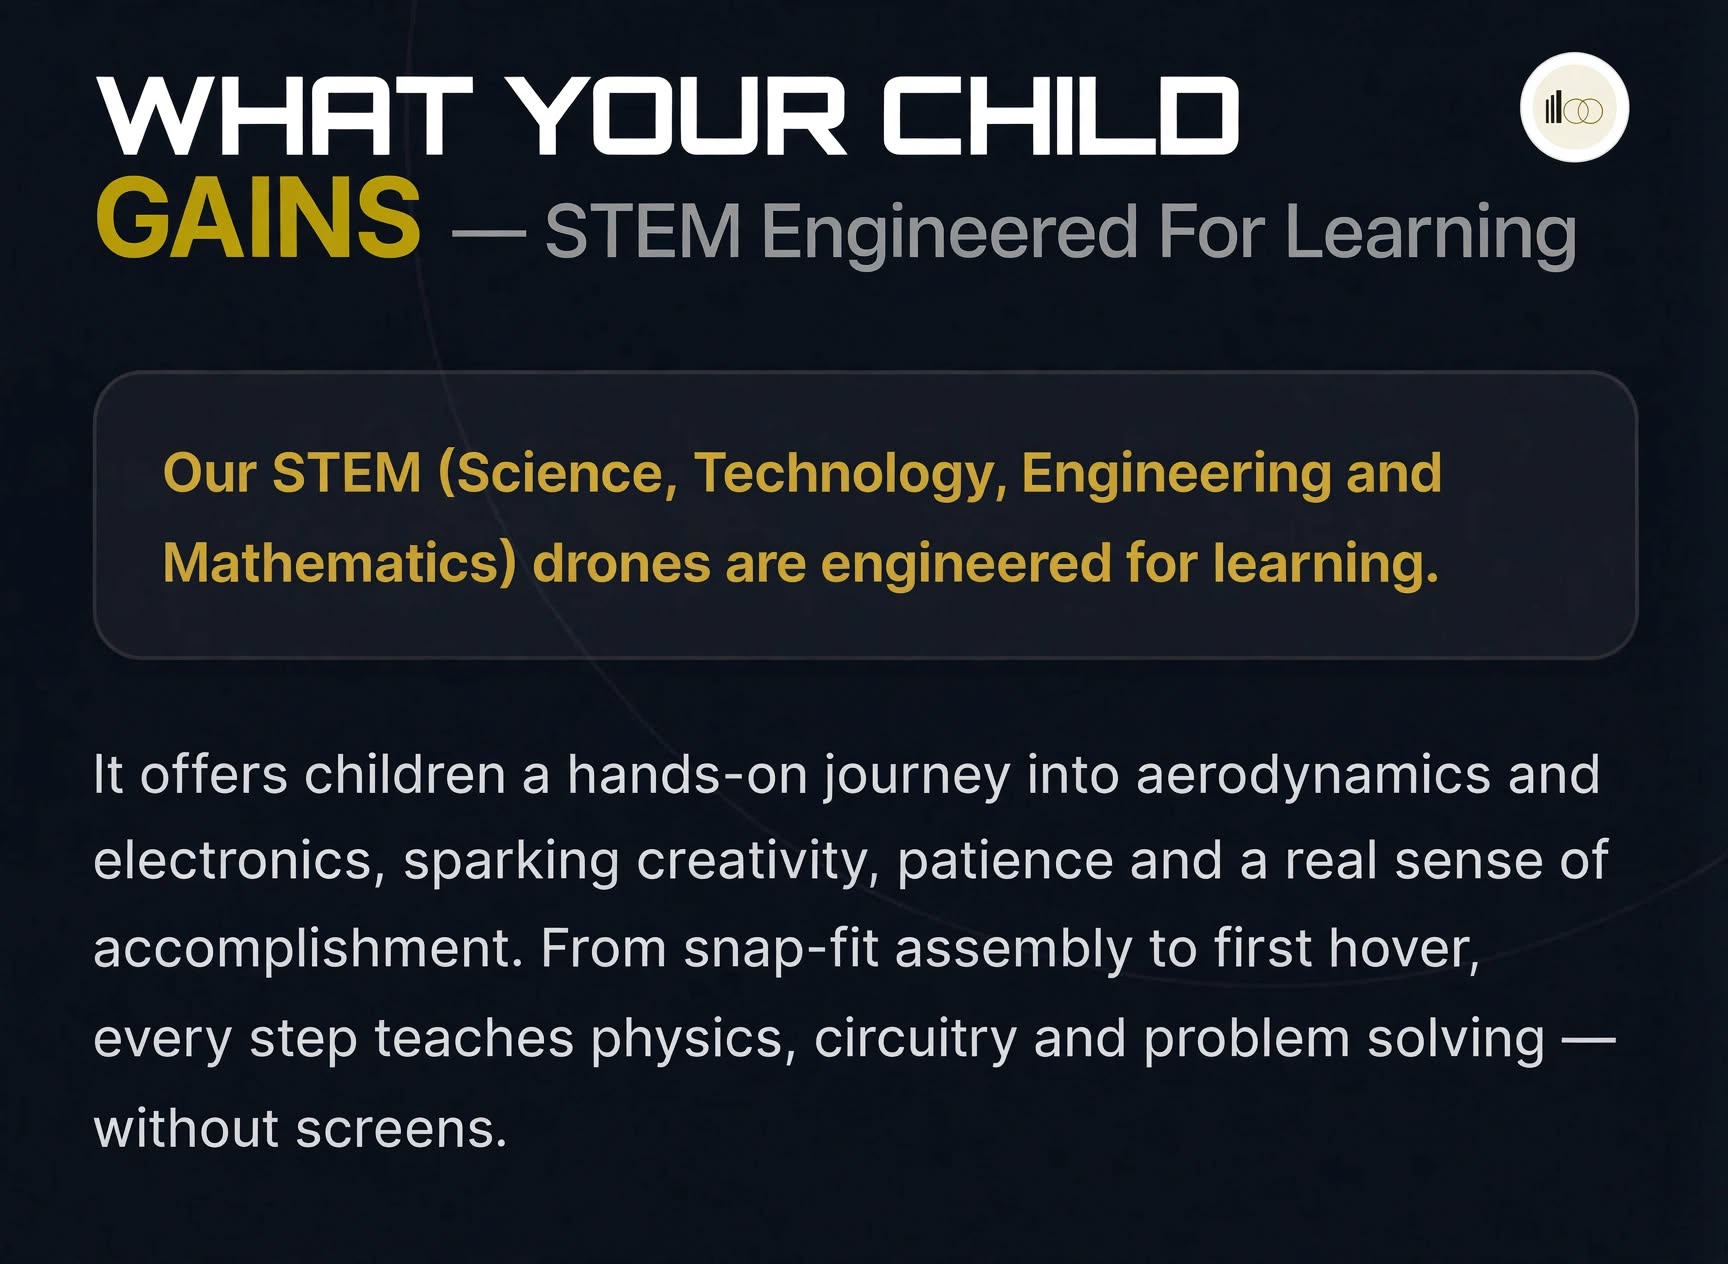 WHAT YOUR CHILD
GAINS — STEM Engineered For Learning
Our STEM (Science, Technology, Engineering and
Mathematics) drones are engineered for learning.
It offers children a hands-on journey into aerodynamics and
electronics, sparking creativity, patience and a real sense of
accomplishment. From snap-fit assembly to first hover,
every step teaches physics, circuitry and problem solving —
without screens.